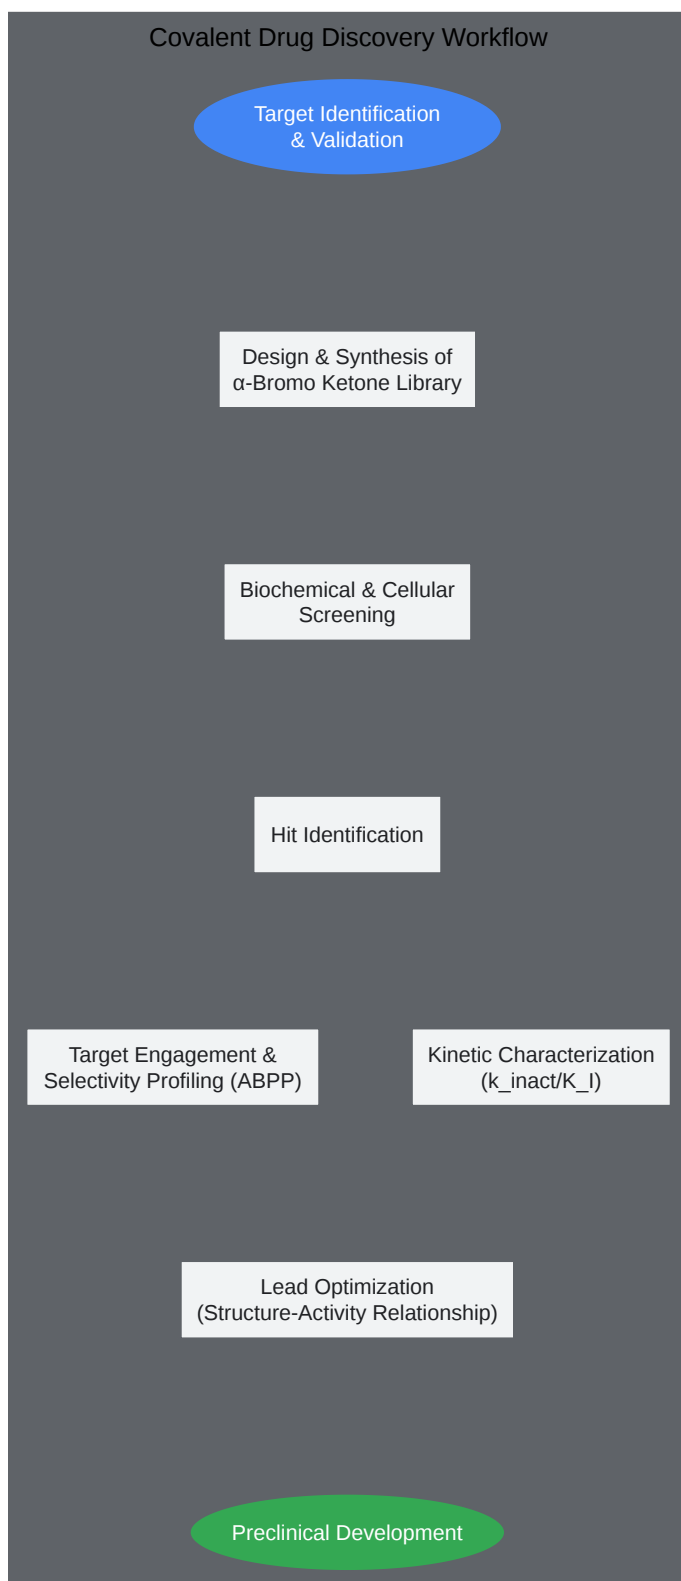 Covalent Drug Discovery Workflow
Target Identification
& Validation
Design & Synthesis of
α-Bromo Ketone Library
Biochemical & Cellular
Screening
Hit Identification
Target Engagement &
Selectivity Profiling (ABPP)
Kinetic Characterization
(k_inact/K_I)
Lead Optimization
(Structure-Activity Relationship)
Preclinical Development